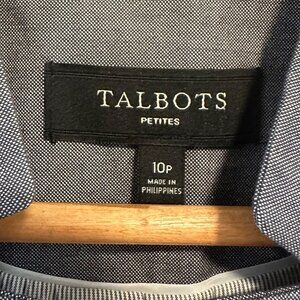 TALBOTS
PETITES
10P
MADE IN
PHILIPPINES